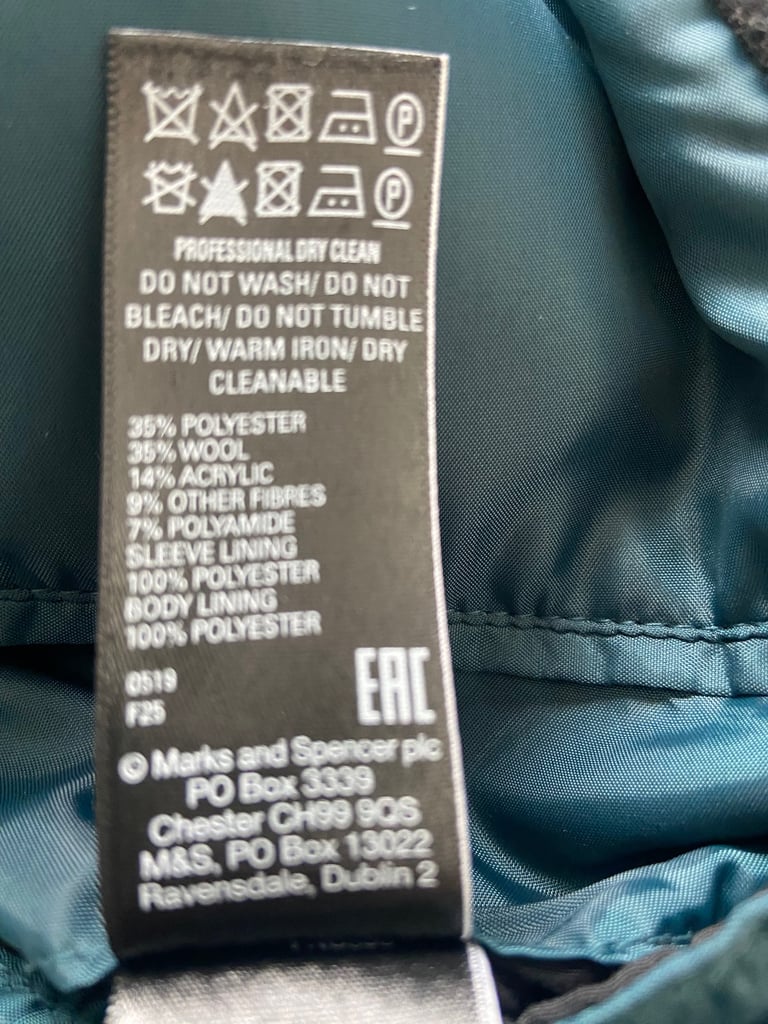 P
P
PROFESSIONAL DRY CLEAN
DO NOT WASH/ DO NOT
BLEACH/ DO NOT TUMBLE
DRY/ WARM IRON/ DRY
CLEANABLE
35% POLYESTER
35% WOOL
14% ACRYLIC
9% OTHER FIBRES
7% POLYAMIDE
SLEEVE LINING
100% POLYESTER
BODY LINING
100% POLYESTER
0519
F25
EAC
© Marks and Spencer plc
PO Box 3339
Chester CH99 9QS
M&S, PO Box 13022
Ravensdale, Dublin 2